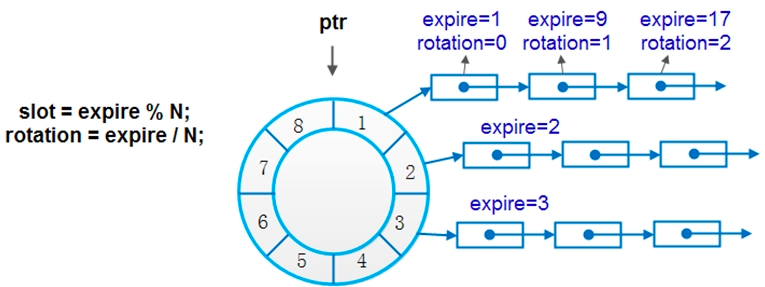 ptr
expire=1
rotation=0
expire=9
rotation=1
expire=17
rotation=2
slot = expire % N;
rotation = expire / N;
8
1
7
2
6
3
5
4
expire=2
expire=3